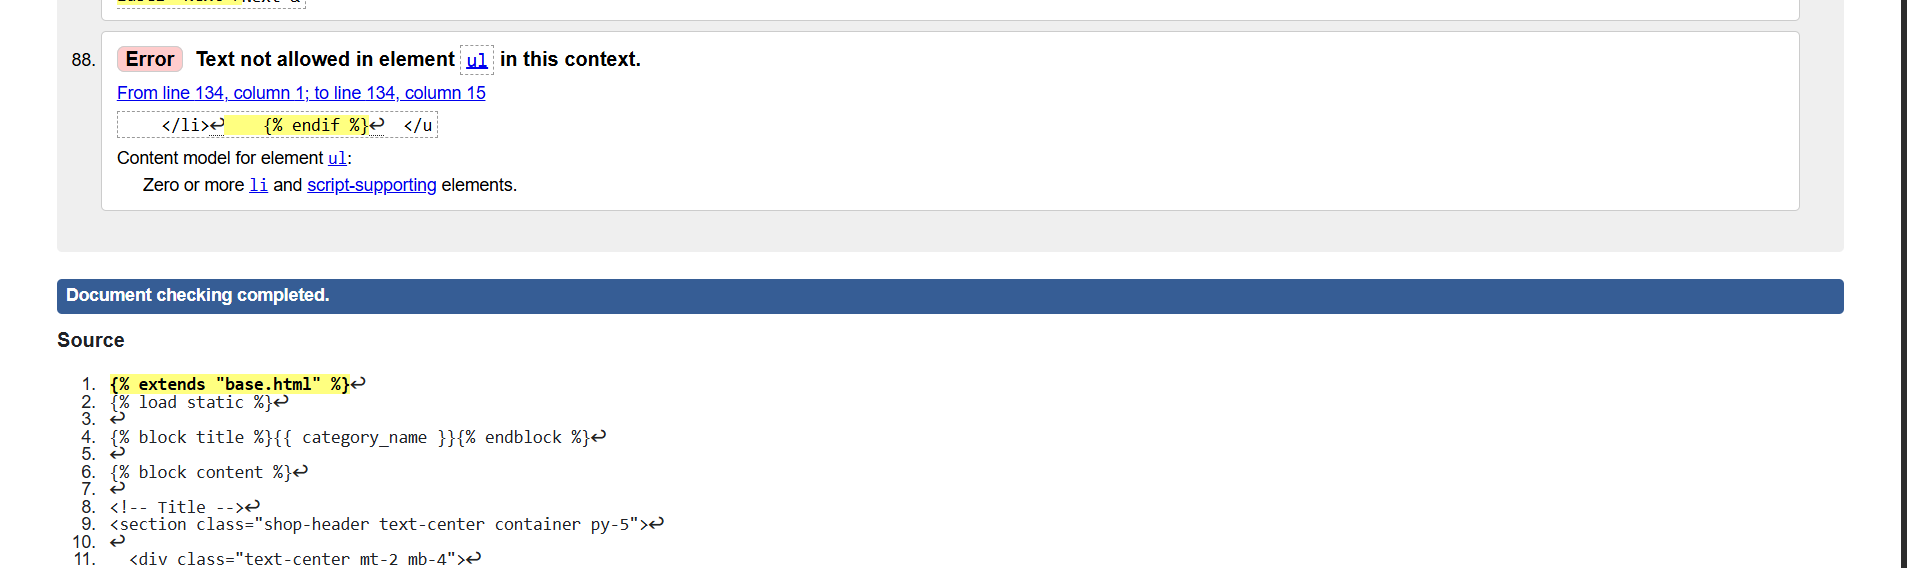 88. Error Text not allowed in element ul in this context.
From line 134, column 1; to line 134, column 15
</li>↩    {% endif %}↩  </u
Content model for element ul:
Zero or more li and script-supporting elements.
Document checking completed.
Source
1. {% extends "base.html" %}↩
2. {% load static %}↩
3. ↩
4. {% block title %}{{ category_name }}{% endblock %}↩
5. ↩
6. {% block content %}↩
7. ↩
8. <!-- Title -->↩
9. <section class="shop-header text-center container py-5">↩
10. ↩
11.   <div class="text-center mt-2 mb-4">↩